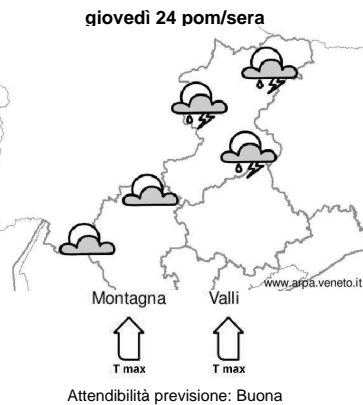 giovedì 24 pom/sera
www.arpa.veneto.it
Montagna Valli
T max T max
Attendibilità previsione: Buona